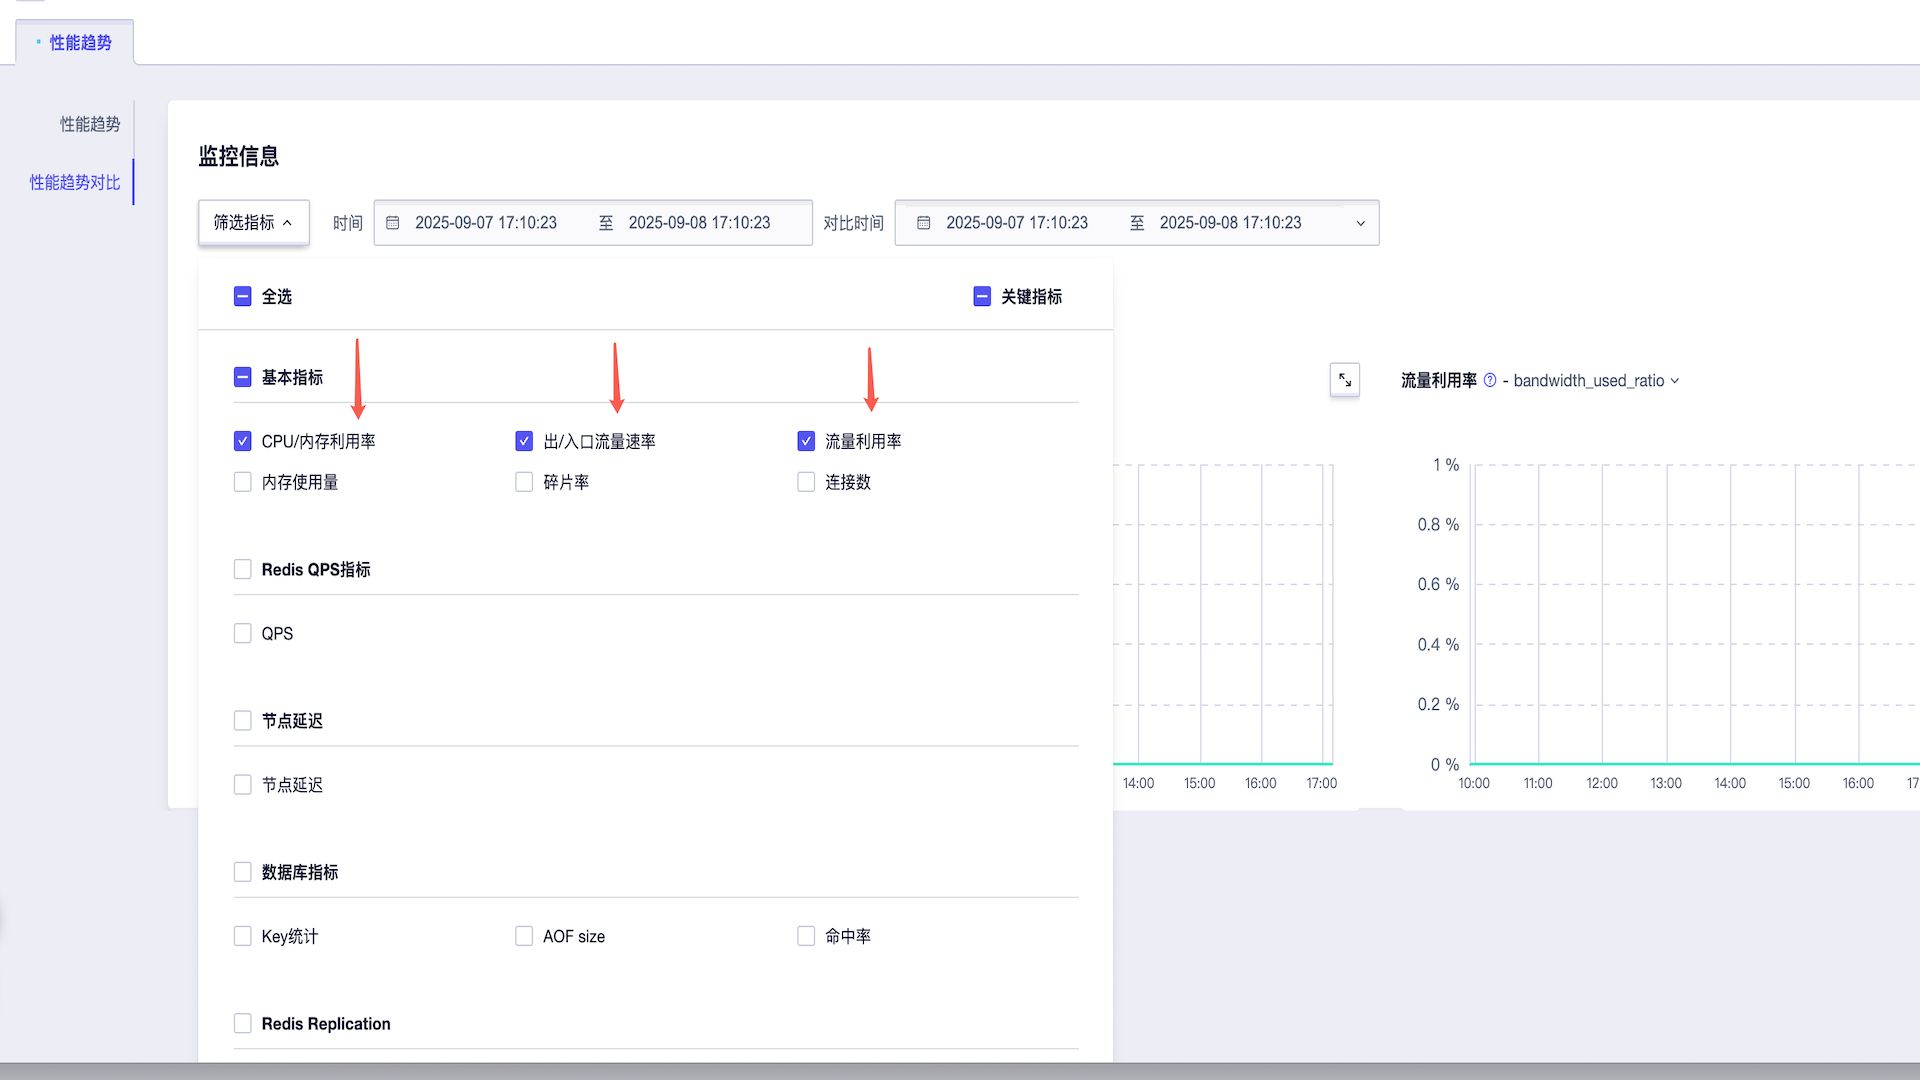 性能趋势
性能趋势
性能趋势对比
监控信息
筛选指标 时间 2025-09-07 17:10:23 至 2025-09-08 17:10:23 对比时间 2025-09-07 17:10:23 至 2025-09-08 17:10:23
全选 关键指标
基本指标
CPU/内存利用率 出/入口流量速率 流量利用率
内存使用量 碎片率 连接数
Redis QPS指标
QPS
节点延迟
节点延迟
数据库指标
Key统计 AOF size 命中率
Redis Replication
14:00 15:00 16:00 17:00
流量利用率 - bandwidth_used_ratio
1 %
0.8 %
0.6 %
0.4 %
0.2 %
0 %
10:00 11:00 12:00 13:00 14:00 15:00 16:00 17